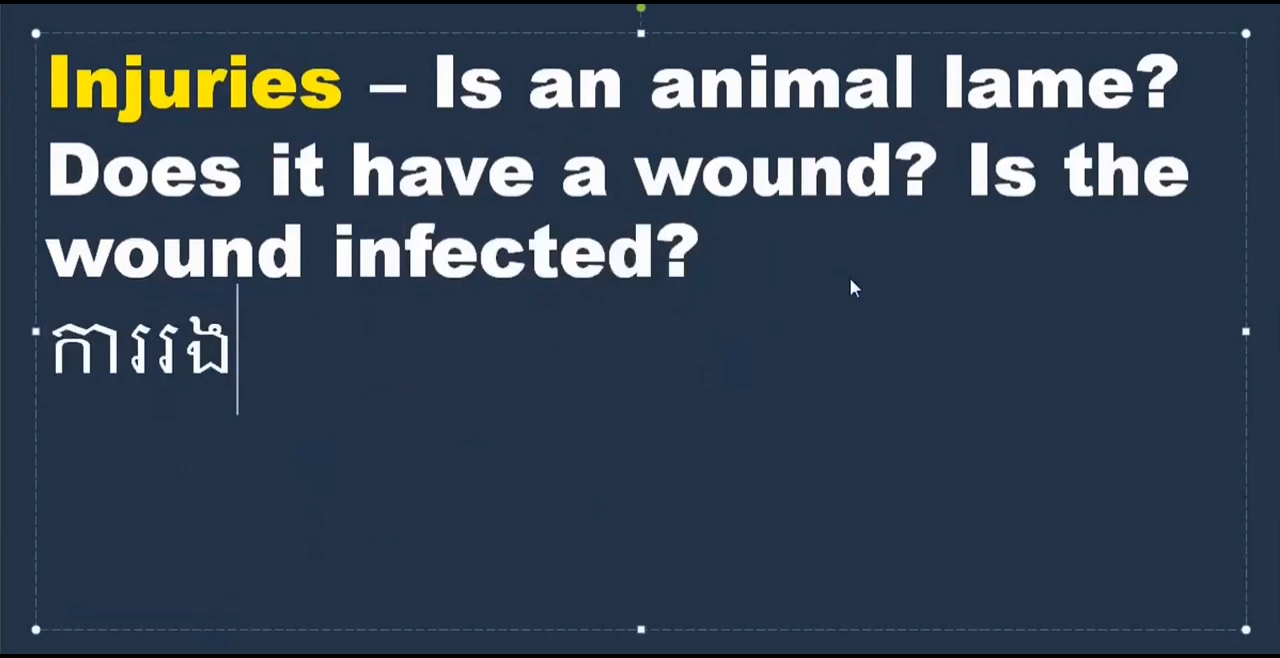 Injuries – Is an animal lame?
Does it have a wound? Is the
wound infected?
ការរង